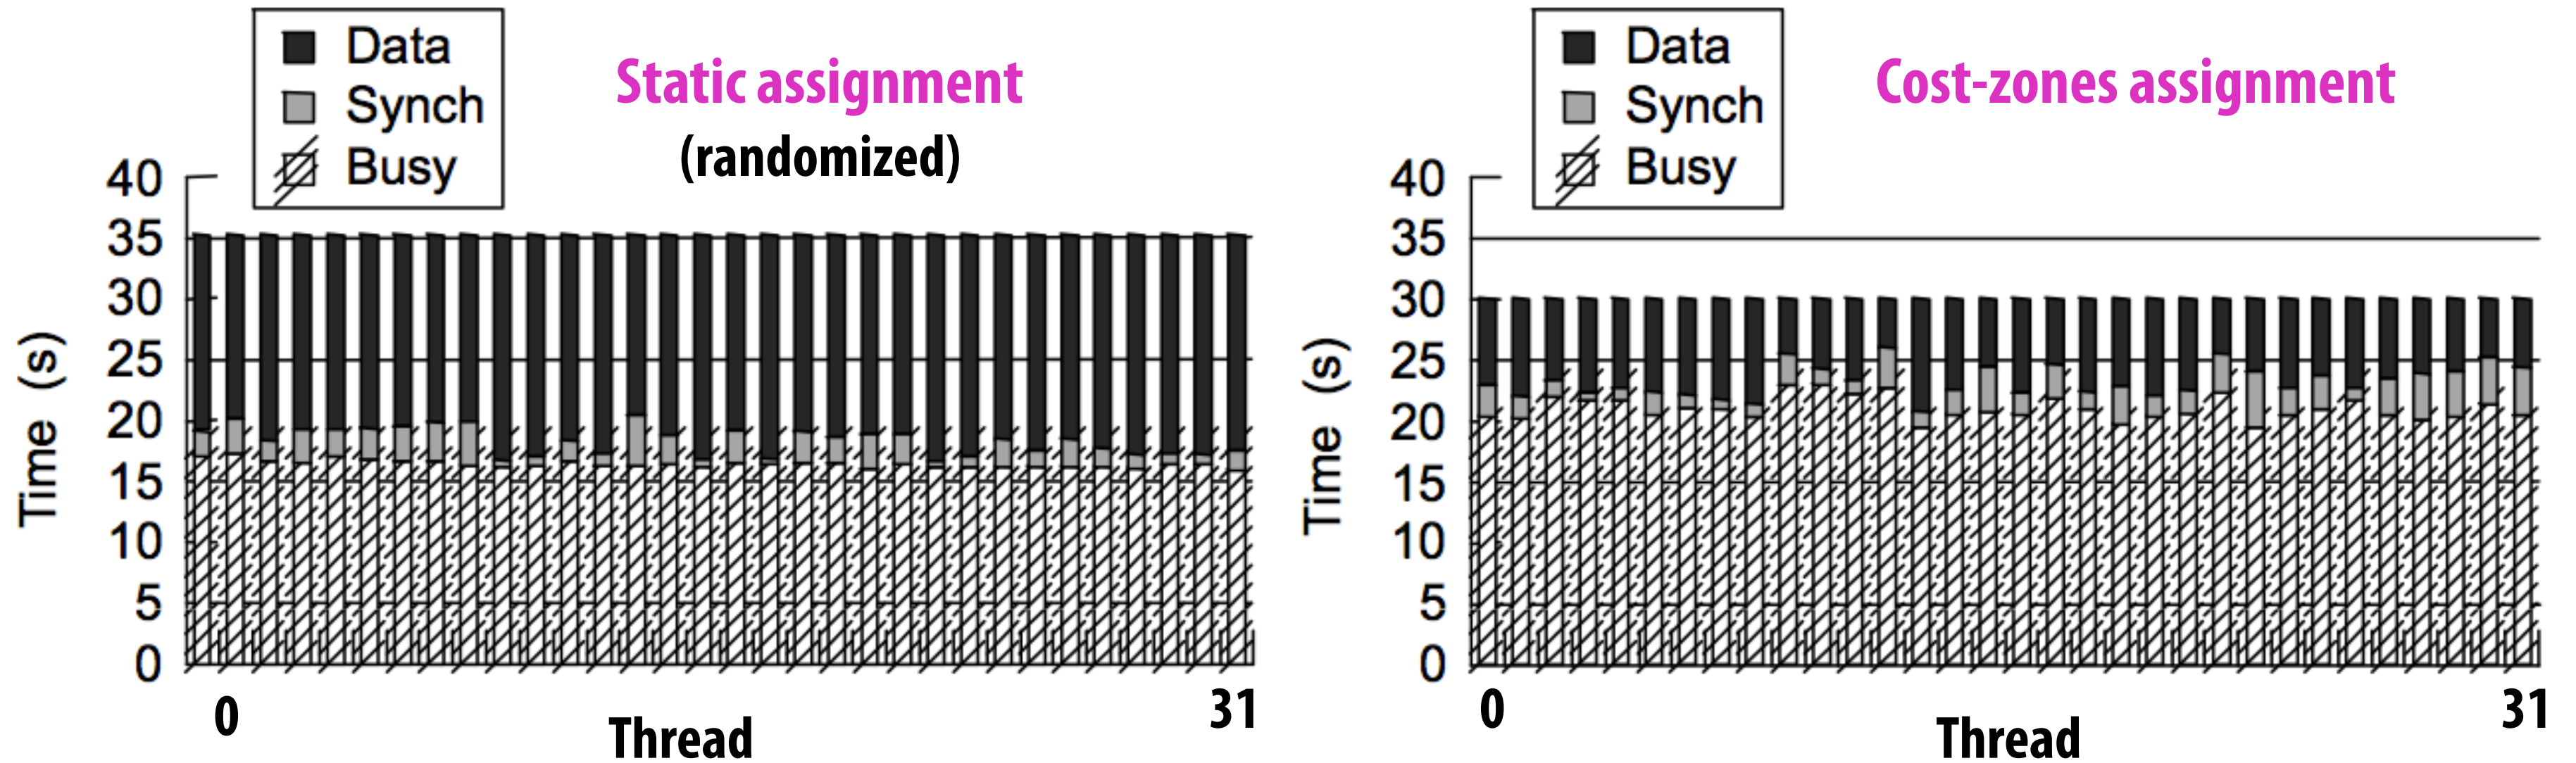 Data
Synch
Busy
Static assignment
(randomized)
40
35
30
25
20
15
10
5
0
Time (s)
0
31
Thread
Data
Synch
Busy
Cost-zones assignment
40
35
30
25
20
15
10
5
0
Time (s)
0
31
Thread